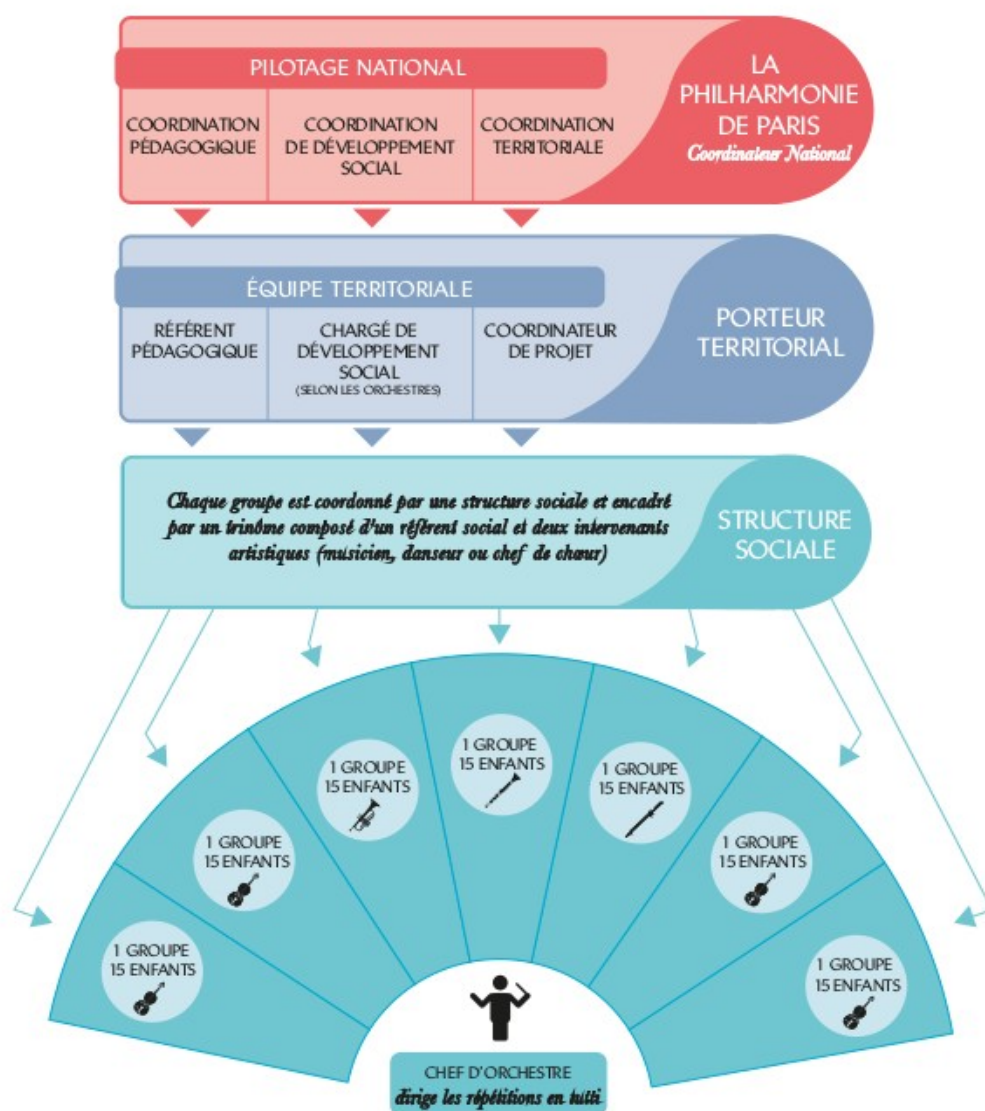 PILOTAGE NATIONAL
COORDINATION
PÉDAGOGIQUE
COORDINATION
DE DÉVELOPPEMENT
SOCIAL
COORDINATION
TERRITORIALE
LA
PHILHARMONIE
DE PARIS
Coordinateur National
ÉQUIPE TERRITORIALE
RÉFÉRENT
PÉDAGOGIQUE
CHARGÉ DE
DÉVELOPPEMENT
SOCIAL
(SELON LES ORCHESTRES)
COORDINATEUR
DE PROJET
PORTEUR
TERRITORIAL
Chaque groupe est coordonné par une structure sociale et encadré
par un trinôme composé d'un référent social et deux intervenants
artistiques (musicien, danseur ou chef de chœur)
STRUCTURE
SOCIALE
1 GROUPE
15 ENFANTS
1 GROUPE
15 ENFANTS
1 GROUPE
15 ENFANTS
1 GROUPE
15 ENFANTS
1 GROUPE
15 ENFANTS
1 GROUPE
15 ENFANTS
1 GROUPE
15 ENFANTS
CHEF D'ORCHESTRE
dirige les répétitions en tutti